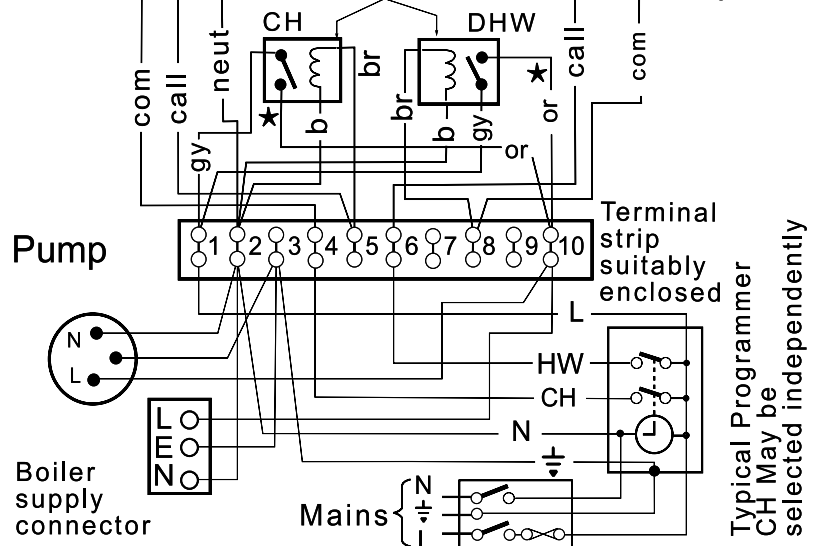 CH
DHW
com
call
neut
br
br
call
com
★
★
gy
b
b
gy
or
or
Pump
1 2 3 4 5 6 7 8 9 10
Terminal
strip
suitably
enclosed
L
N
L
HW
CH
N
L
E
N
Boiler
supply
connector
Mains
N
L
Typical Programmer
CH May be
selected independently